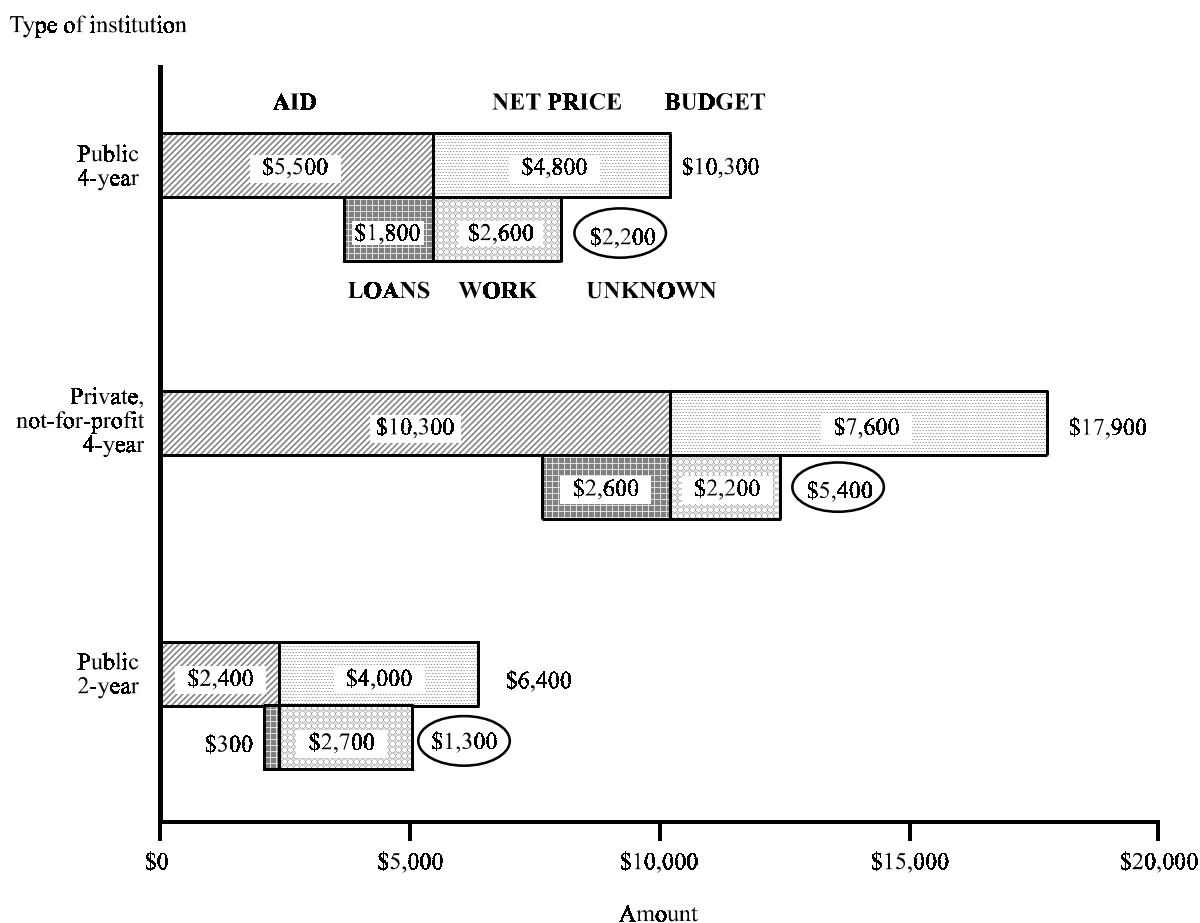 Type of institution
AID NET PRICE BUDGET
Public
4-year
$5,500 $4,800 $10,300
$1,800 $2,600 $2,200
LOANS WORK UNKNOWN
Private,
not-for-profit
4-year
$10,300 $7,600 $17,900
$2,600 $2,200 $5,400
Public
2-year
$2,400 $4,000 $6,400
$300 $2,700 $1,300
$0 $5,000 $10,000 $15,000 $20,000
Amount